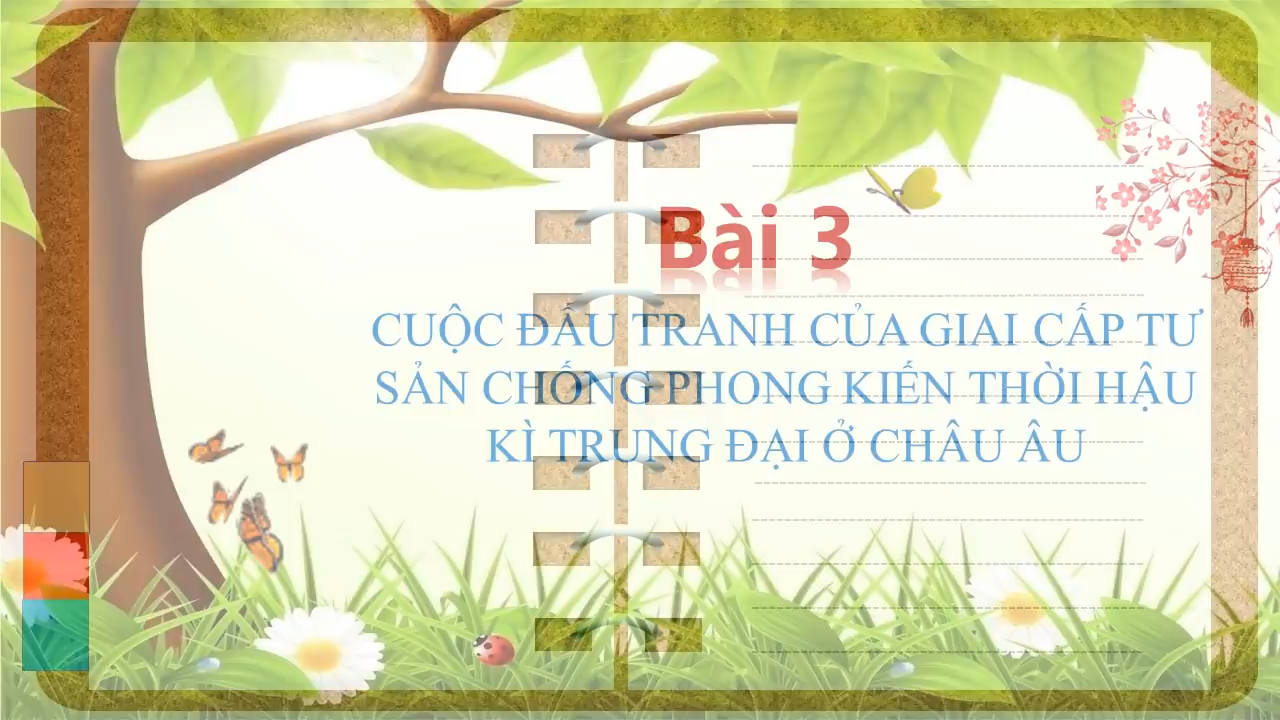 Bài 3
CUỘC ĐẤU TRANH CỦA GIAI CẤP TƯ
SẢN CHỐNG PHONG KIẾN THỜI HẬU
KÌ TRUNG ĐẠI Ở CHÂU ÂU